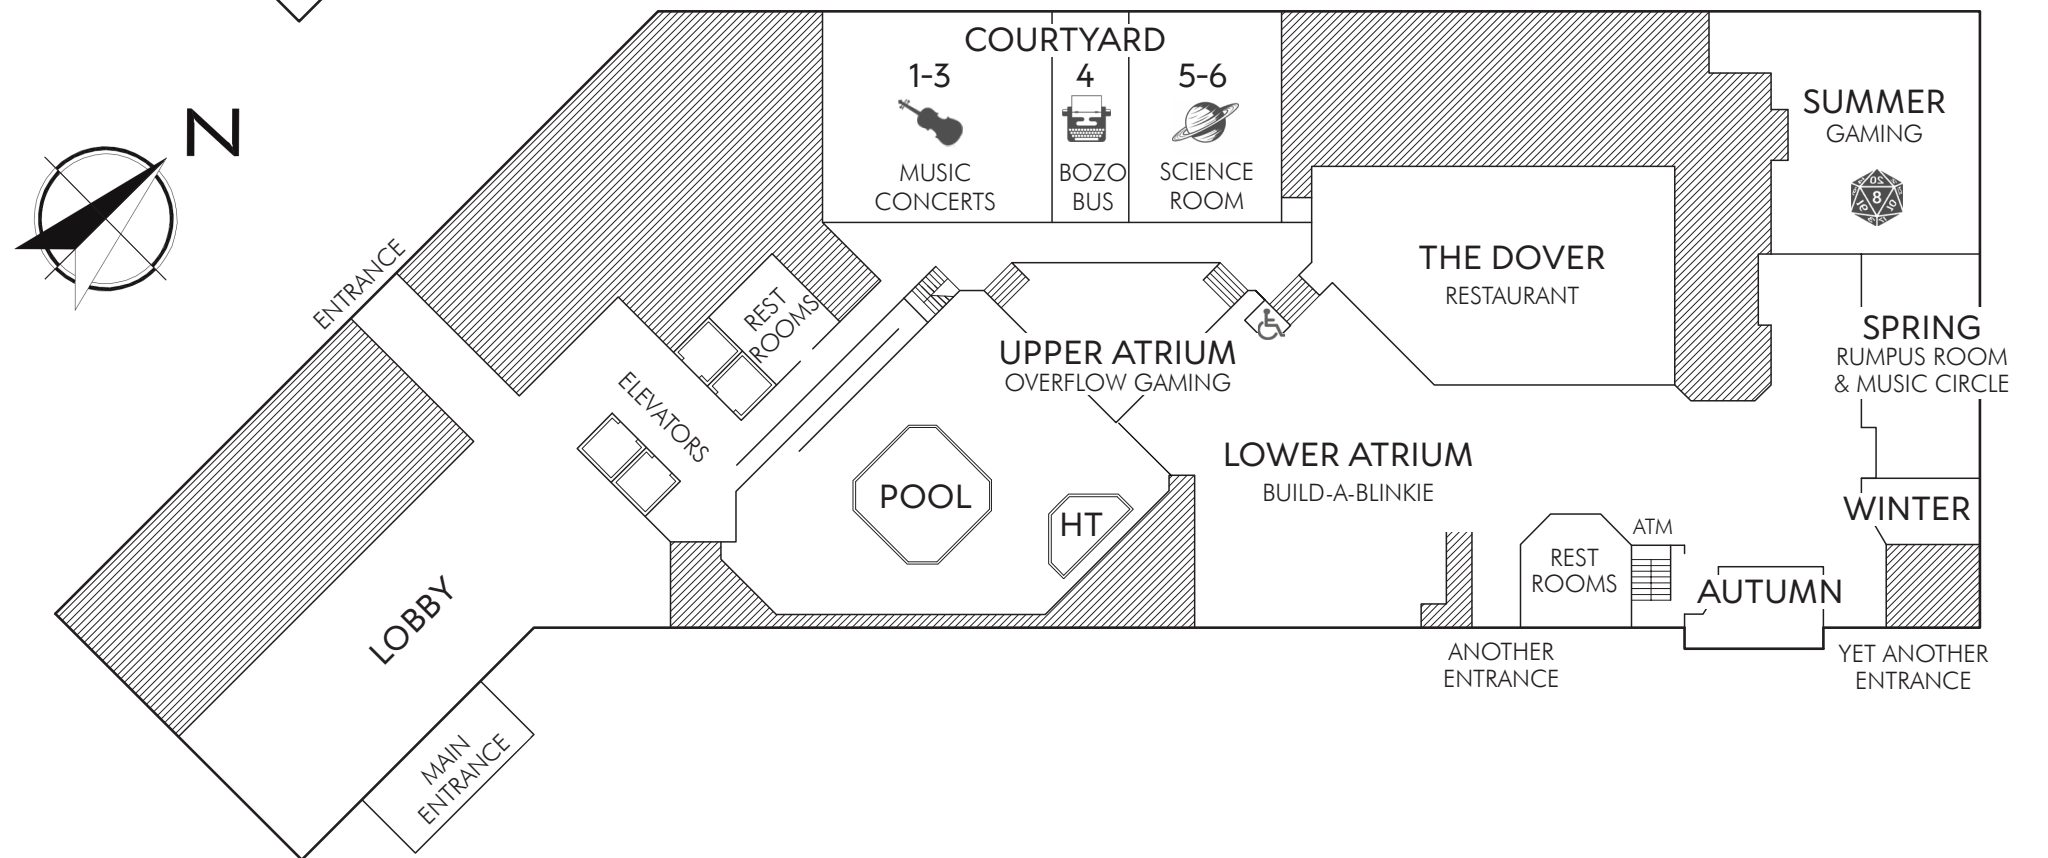 N
COURTYARD
1-3
4
5-6
MUSIC
CONCERTS
BOZO
BUS
SCIENCE
ROOM
SUMMER
GAMING
20
8
THE DOVER
RESTAURANT
ENTRANCE
REST
ROOMS
ELEVATORS
UPPER ATRIUM
OVERFLOW GAMING
SPRING
RUMPUS ROOM
& MUSIC CIRCLE
LOWER ATRIUM
BUILD-A-BLINKIE
POOL
HT
WINTER
ATM
REST
ROOMS
AUTUMN
LOBBY
MAIN
ENTRANCE
ANOTHER
ENTRANCE
YET ANOTHER
ENTRANCE